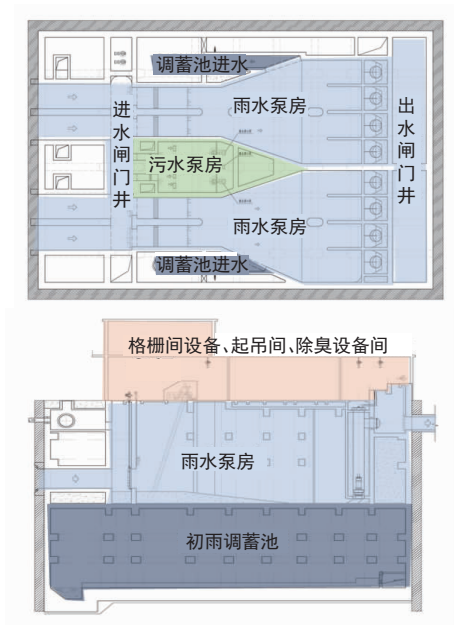 调蓄池进水
雨水泵房
进水闸门井
出水闸门井
污水泵房
雨水泵房
调蓄池进水
格栅间设备、起吊间、除臭设备间
雨水泵房
初雨调蓄池